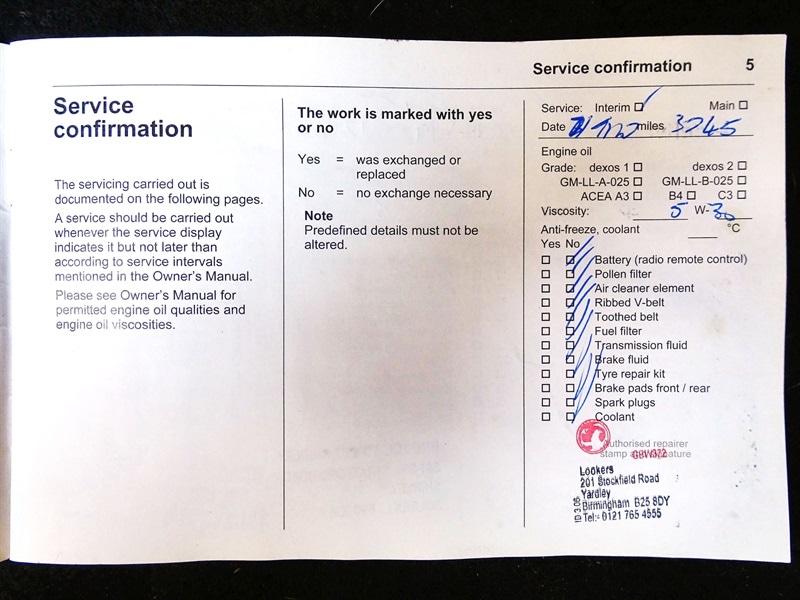 Service confirmation 5
Service
confirmation
The servicing carried out is
documented on the following pages.
A service should be carried out
whenever the service display
indicates it but not later than
according to service intervals
mentioned in the Owner's Manual.
Please see Owner's Manual for
permitted engine oil qualities and
engine oil viscosities.
The work is marked with yes
or no
Yes = was exchanged or
replaced
No = no exchange necessary
Note
Predefined details must not be
altered.
Service: Interim Main
Date miles 3745
Engine oil
Grade: dexos 1 dexos 2
GM-LL-A-025 GM-LL-B-025
ACEA A3 B4 C3
Viscosity: 5 W-30
Anti-freeze, coolant °C
Yes No
Battery (radio remote control)
Pollen filter
Air cleaner element
Ribbed V-belt
Toothed belt
Fuel filter
Transmission fluid
Brake fluid
Tyre repair kit
Brake pads front / rear
Spark plugs
Coolant
Authorised repairer
stamp signature
Lookers
201 Stockfield Road
Yardley
Birmingham B25 8DY
Tel:- 0121 765 4555